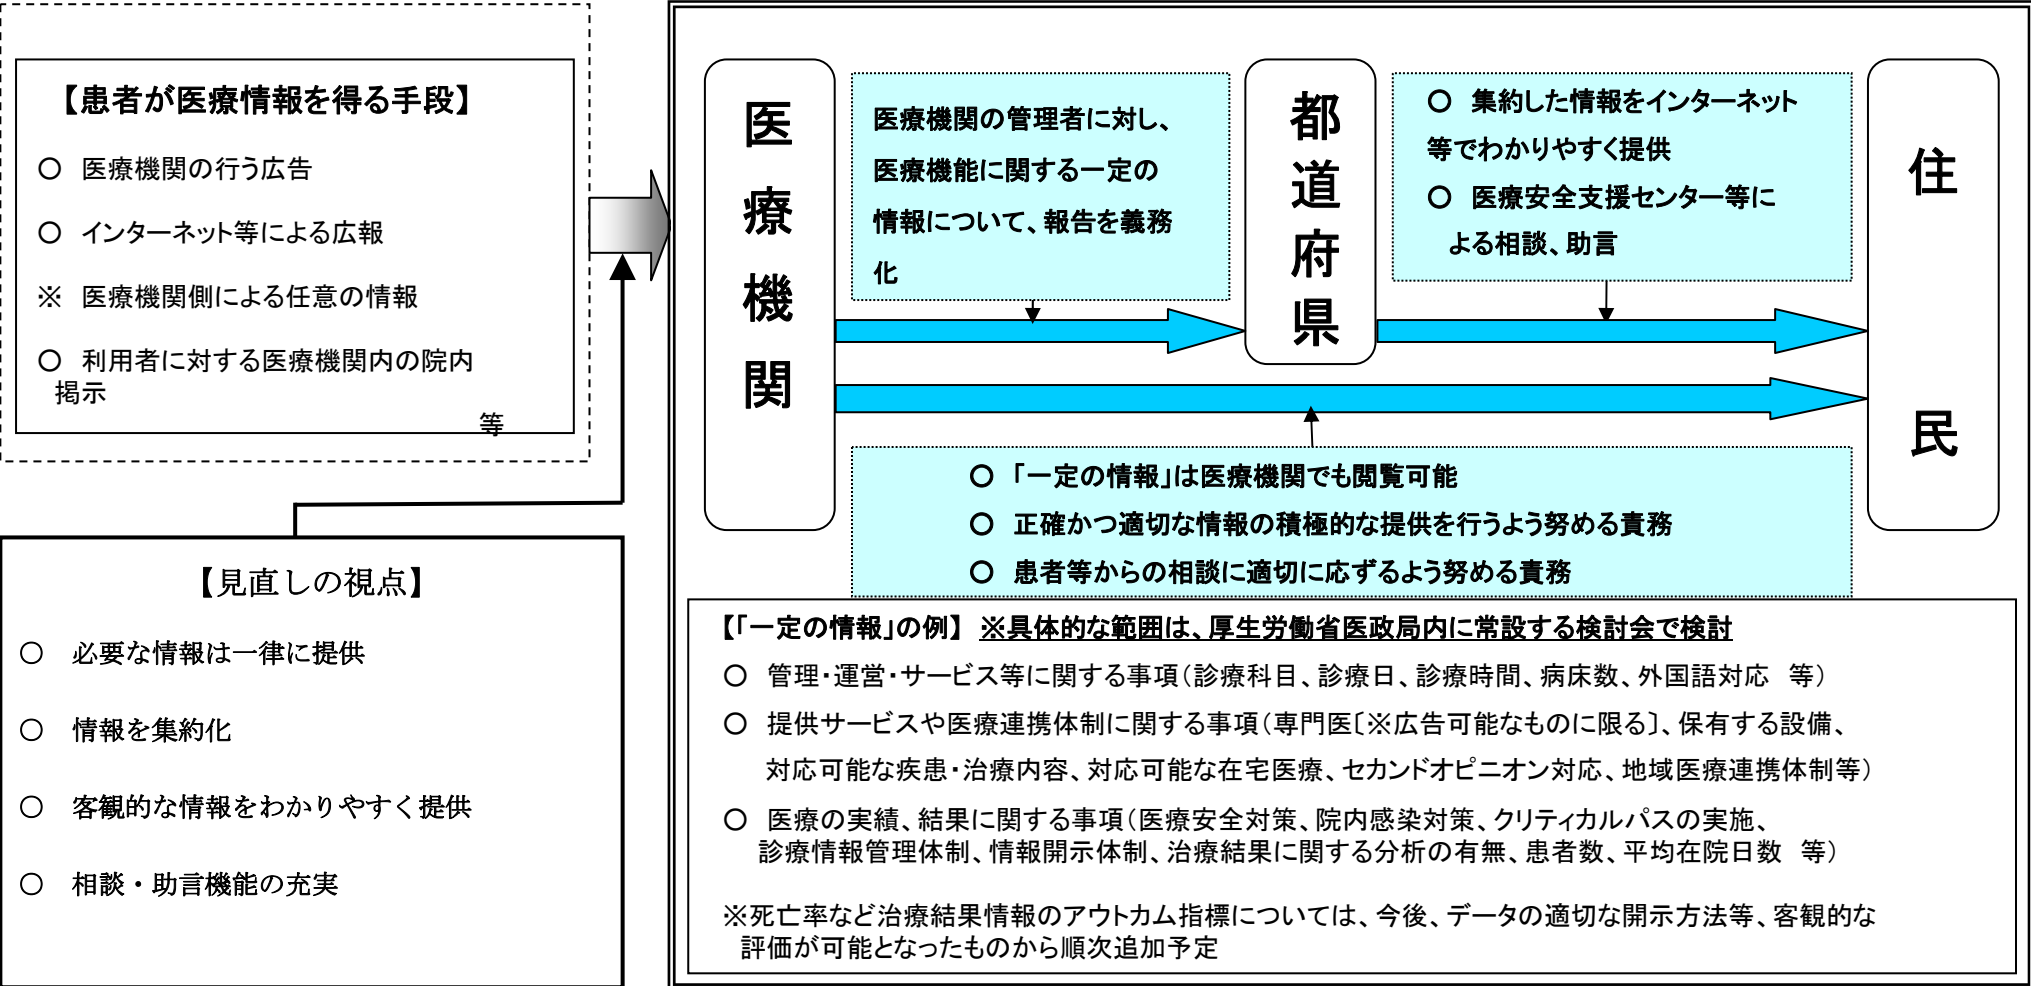 【患者が医療情報を得る手段】
○ 医療機関の行う広告
○ インターネット等による広報
※ 医療機関側による任意の情報
○ 利用者に対する医療機関内の院内
掲示
等
【見直しの視点】
○ 必要な情報は一律に提供
○ 情報を集約化
○ 客観的な情報をわかりやすく提供
○ 相談・助言機能の充実
医療機関
医療機関の管理者に対し、
医療機能に関する一定の
情報について、報告を義務
化
都道府県
○ 集約した情報をインターネット
等でわかりやすく提供
○ 医療安全支援センター等に
よる相談、助言
住民
○ 「一定の情報」は医療機関でも閲覧可能
○ 正確かつ適切な情報の積極的な提供を行うよう努める責務
○ 患者等からの相談に適切に応ずるよう努める責務
【「一定の情報」の例】 ※具体的な範囲は、厚生労働省医政局内に常設する検討会で検討
○ 管理・運営・サービス等に関する事項(診療科目、診療日、診療時間、病床数、外国語対応 等)
○ 提供サービスや医療連携体制に関する事項(専門医〔※広告可能なものに限る〕、保有する設備、
対応可能な疾患・治療内容、対応可能な在宅医療、セカンドオピニオン対応、地域医療連携体制等)
○ 医療の実績、結果に関する事項(医療安全対策、院内感染対策、クリティカルパスの実施、
診療情報管理体制、情報開示体制、治療結果に関する分析の有無、患者数、平均在院日数 等)
※死亡率など治療結果情報のアウトカム指標については、今後、データの適切な開示方法等、客観的な
評価が可能となったものから順次追加予定